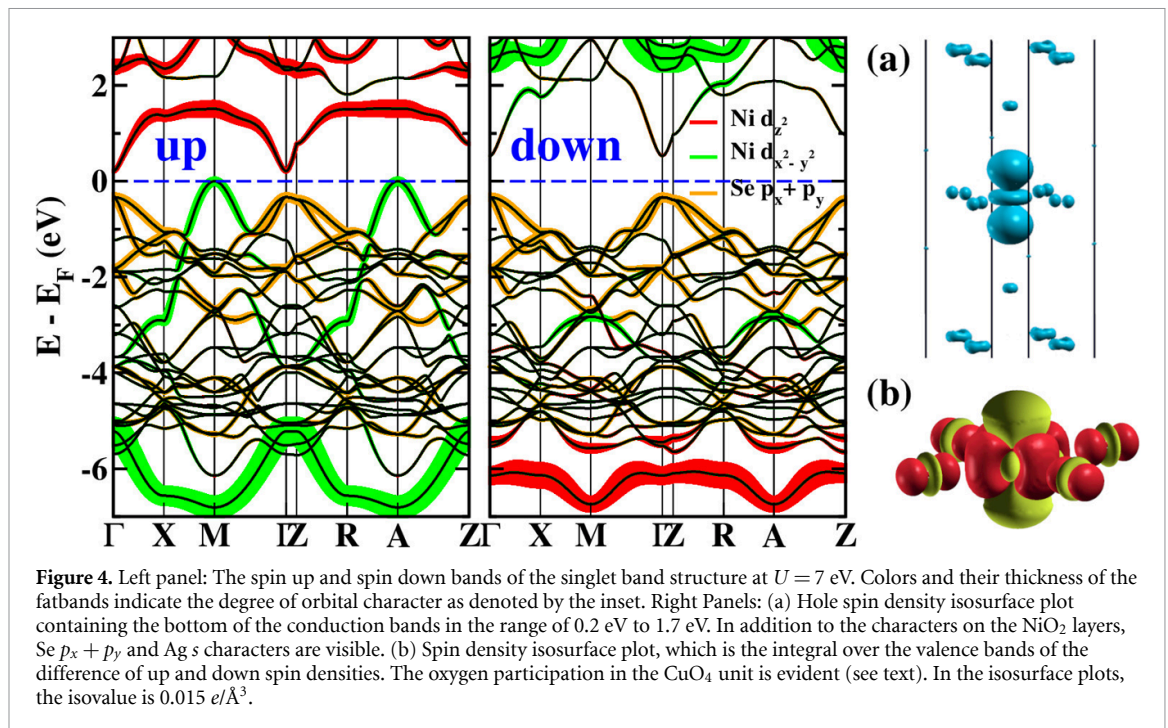 up
down
Ni d_z²
Ni d_x²-y²
Se p_x + p_y
2
0
-2
-4
-6
E - E_F (eV)
Γ X M Γ Z R A Z
Γ X M Γ Z R A Z
(a)
(b)
Figure 4. Left panel: The spin up and spin down bands of the singlet band structure at U = 7 eV. Colors and their thickness of the
fatbands indicate the degree of orbital character as denoted by the inset. Right Panels: (a) Hole spin density isosurface plot
containing the bottom of the conduction bands in the range of 0.2 eV to 1.7 eV. In addition to the characters on the NiO₂ layers,
Se p_x + p_y and Ag s characters are visible. (b) Spin density isosurface plot, which is the integral over the valence bands of the
difference of up and down spin densities. The oxygen participation in the CuO₄ unit is evident (see text). In the isosurface plots,
the isovalue is 0.015 e/Å³.